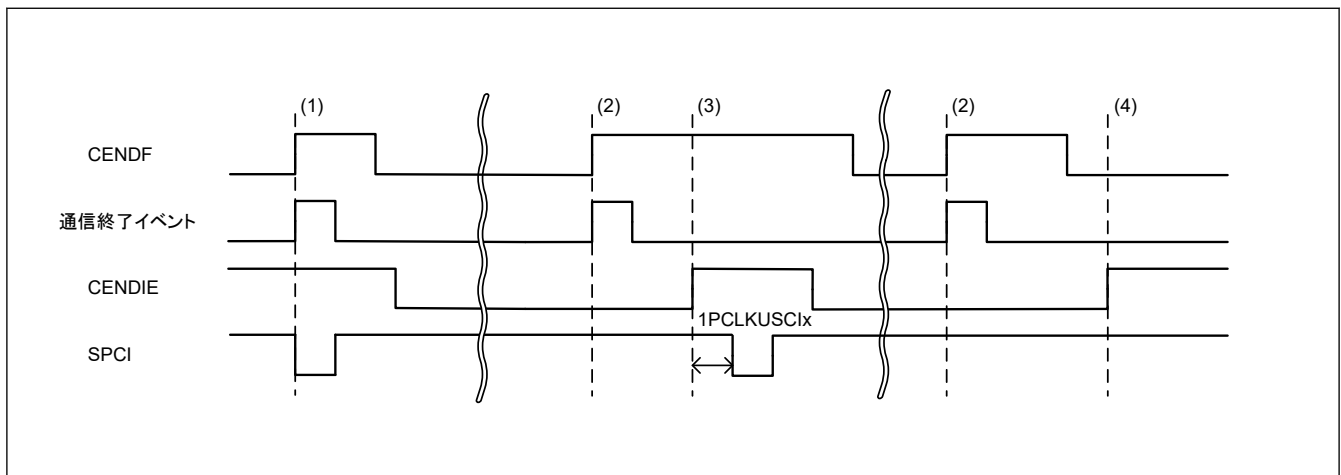 (1)
(2)
(3)
(2)
(4)
CENDF
通信終了イベント
CENDIE
1PCLKUSCIx
SPCI